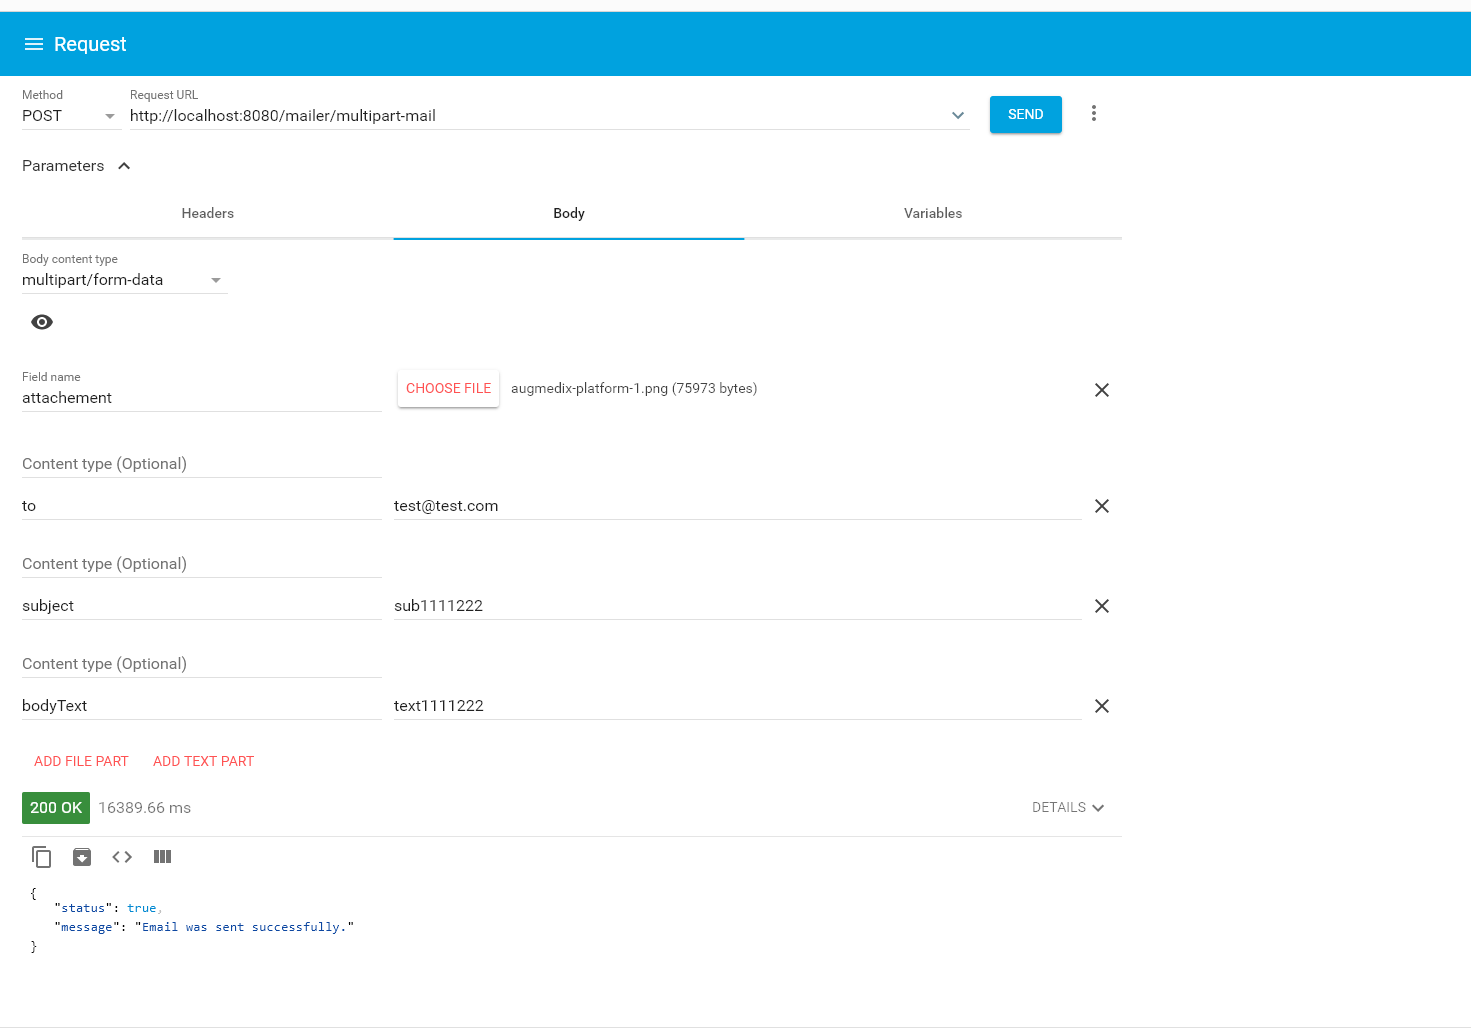 Request
Method
Request URL
POST
http://localhost:8080/mailer/multipart-mail
SEND
Parameters
Headers
Body
Variables
Body content type
multipart/form-data
Field name
attachement
CHOOSE FILE
augmedix-platform-1.png (75973 bytes)
Content type (Optional)
to
test@test.com
Content type (Optional)
subject
sub1111222
Content type (Optional)
bodyText
text1111222
ADD FILE PART
ADD TEXT PART
200 OK
16389.66 ms
DETAILS
{
"status": true,
"message": "Email was sent successfully."
}